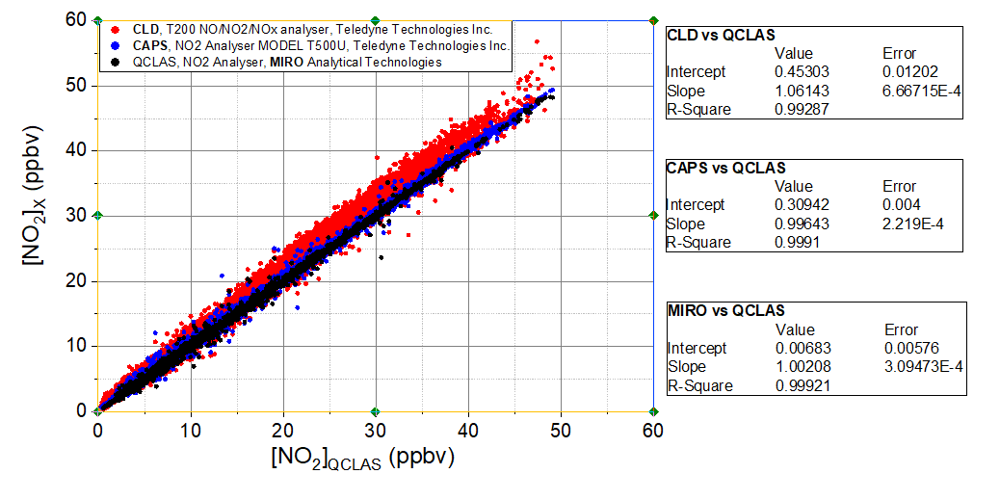 60
50
40
30
20
10
0
[NO2]X (ppbv)
CLD, T200 NO/NO2/NOx analyser, Teledyne Technologies Inc.
CAPS, NO2 Analyser MODEL T500U, Teledyne Technologies Inc.
QCLAS, NO2 Analyser, MIRO Analytical Technologies
0 10 20 30 40 50 60
[NO2]QCLAS (ppbv)
CLD vs QCLAS
Value Error
Intercept 0.45303 0.01202
Slope 1.06143 6.66715E-4
R-Square 0.99287
CAPS vs QCLAS
Value Error
Intercept 0.30942 0.004
Slope 0.99643 2.219E-4
R-Square 0.9991
MIRO vs QCLAS
Value Error
Intercept 0.00683 0.00576
Slope 1.00208 3.09473E-4
R-Square 0.99921